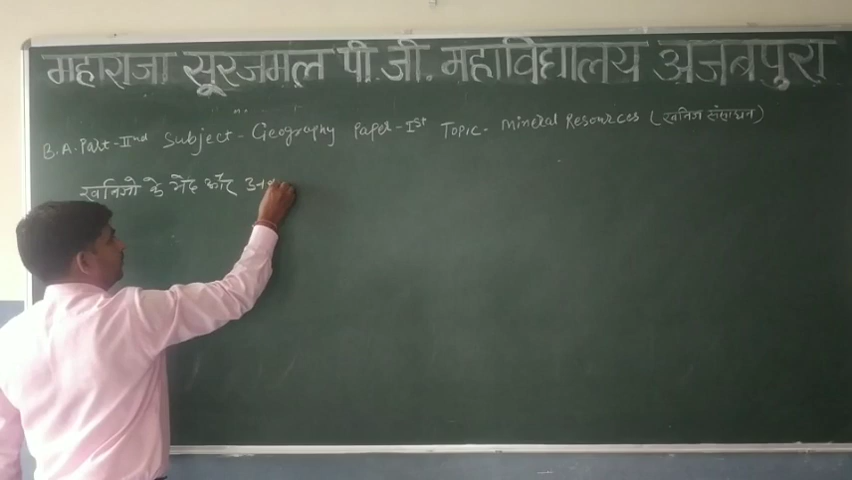 महाराजा सूरजमल पी.जी. महाविद्यालय अजबपुरा
B.A. Part-IInd Subject - Geography Paper-Ist Topic - Mineral Resources (खनिज संसाधन)
खनिजो के भेद और